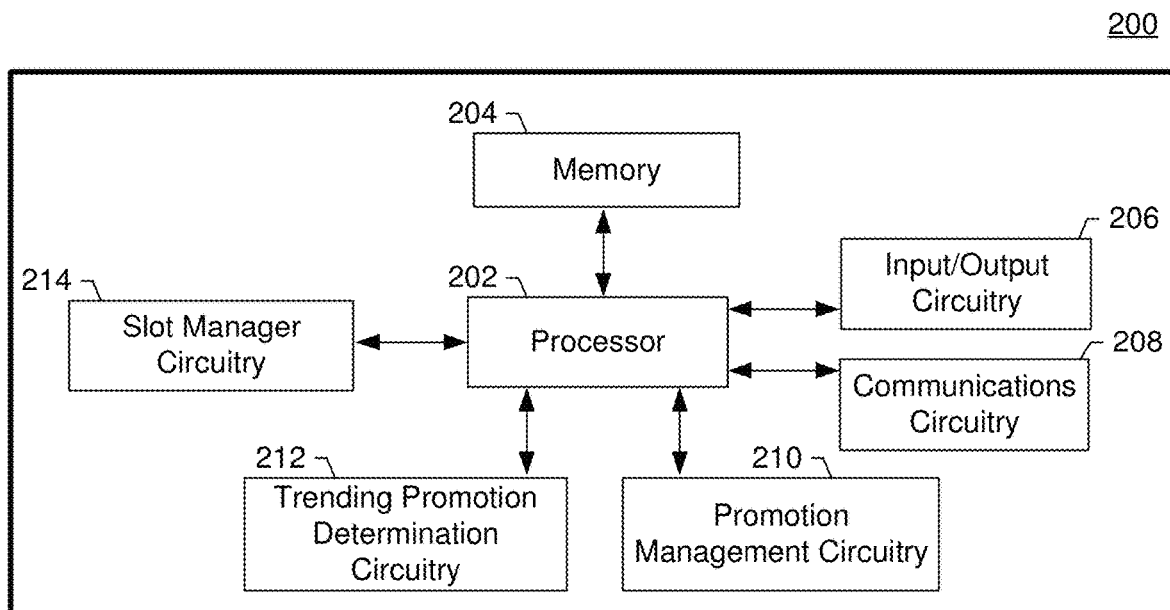 200
204
Memory
206
Input/Output
Circuitry
214
Slot Manager
Circuitry
202
Processor
208
Communications
Circuitry
212
Trending Promotion
Determination
Circuitry
210
Promotion
Management Circuitry